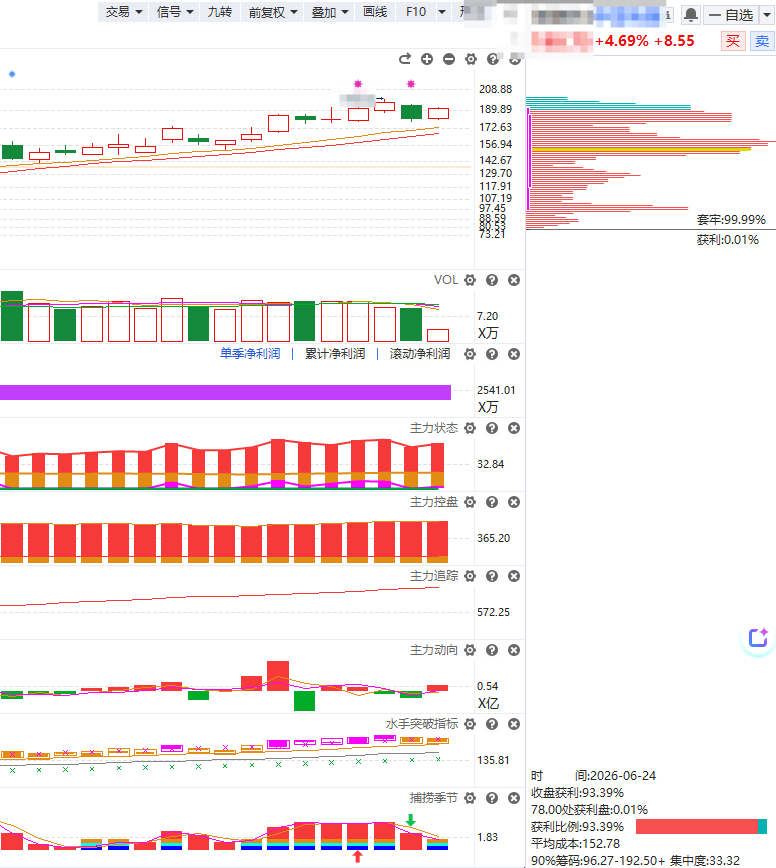 交易 信号 九转 前复权 叠加 画线 F10
自选
+4.69% +8.55 买 卖
208.88
189.89
172.63
156.94
142.67
129.70
117.91
107.19
97.45
88.59
80.53
73.21
套牢:99.99%
获利:0.01%
VOL
7.20
X万
单季净利润 | 累计净利润 | 滚动净利润
2541.01
X万
主力状态
32.84
主力控盘
365.20
主力追踪
572.25
主力动向
0.54
X亿
水手突破指标
135.81
捕捞季节
1.83
时 间:2026-06-24
收盘获利:93.39%
78.00处获利盘:0.01%
获利比例:93.39%
平均成本:152.78
90%筹码:96.27-192.50+ 集中度:33.32